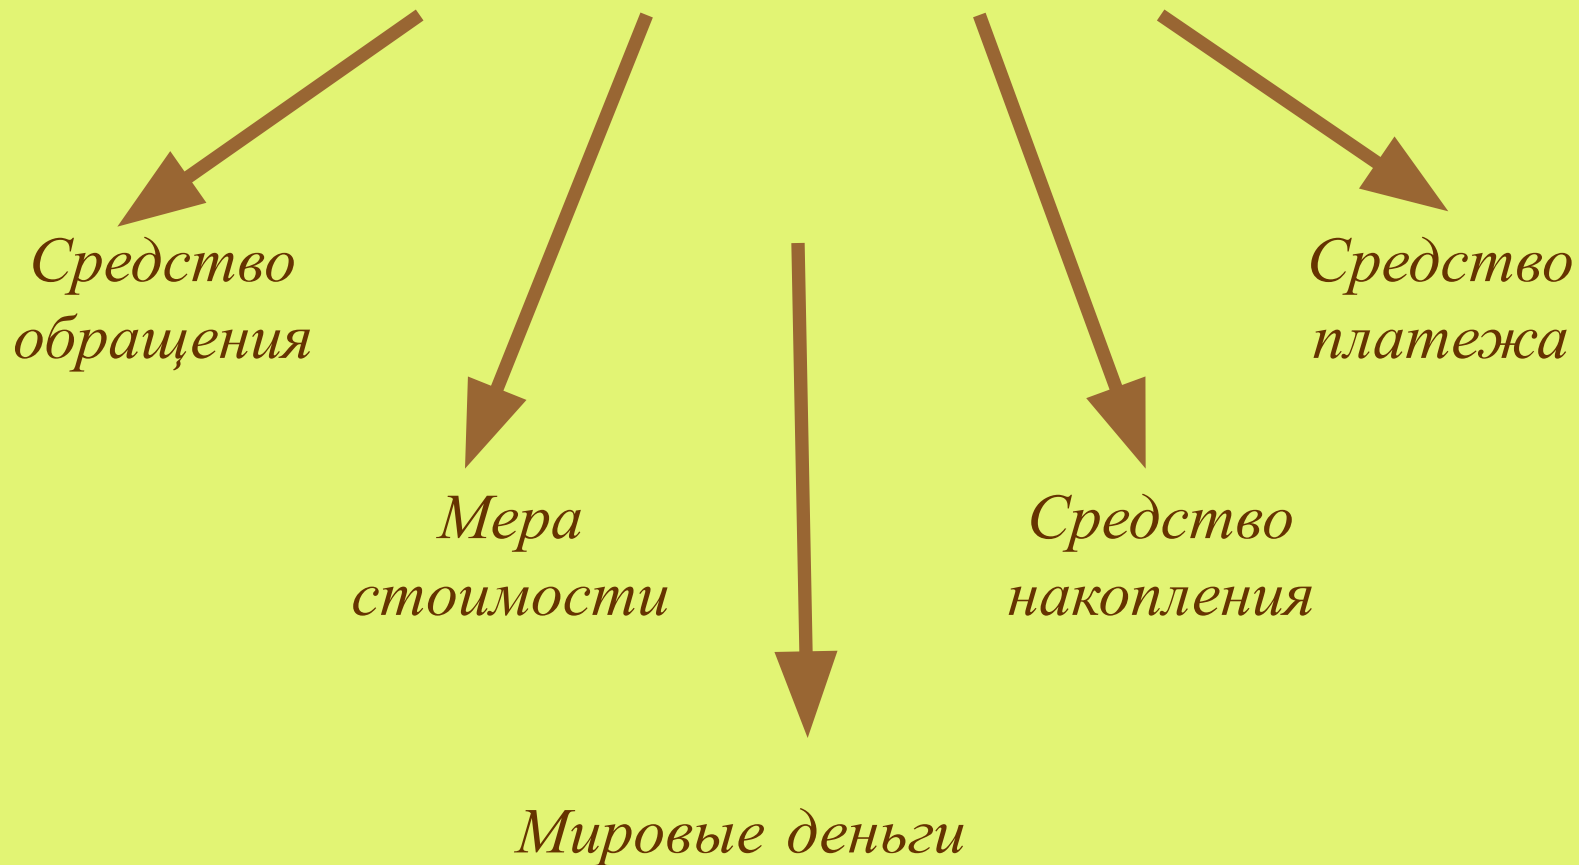 Средство
обращения
Средство
платежа
Мера
стоимости
Средство
накопления
Мировые деньги